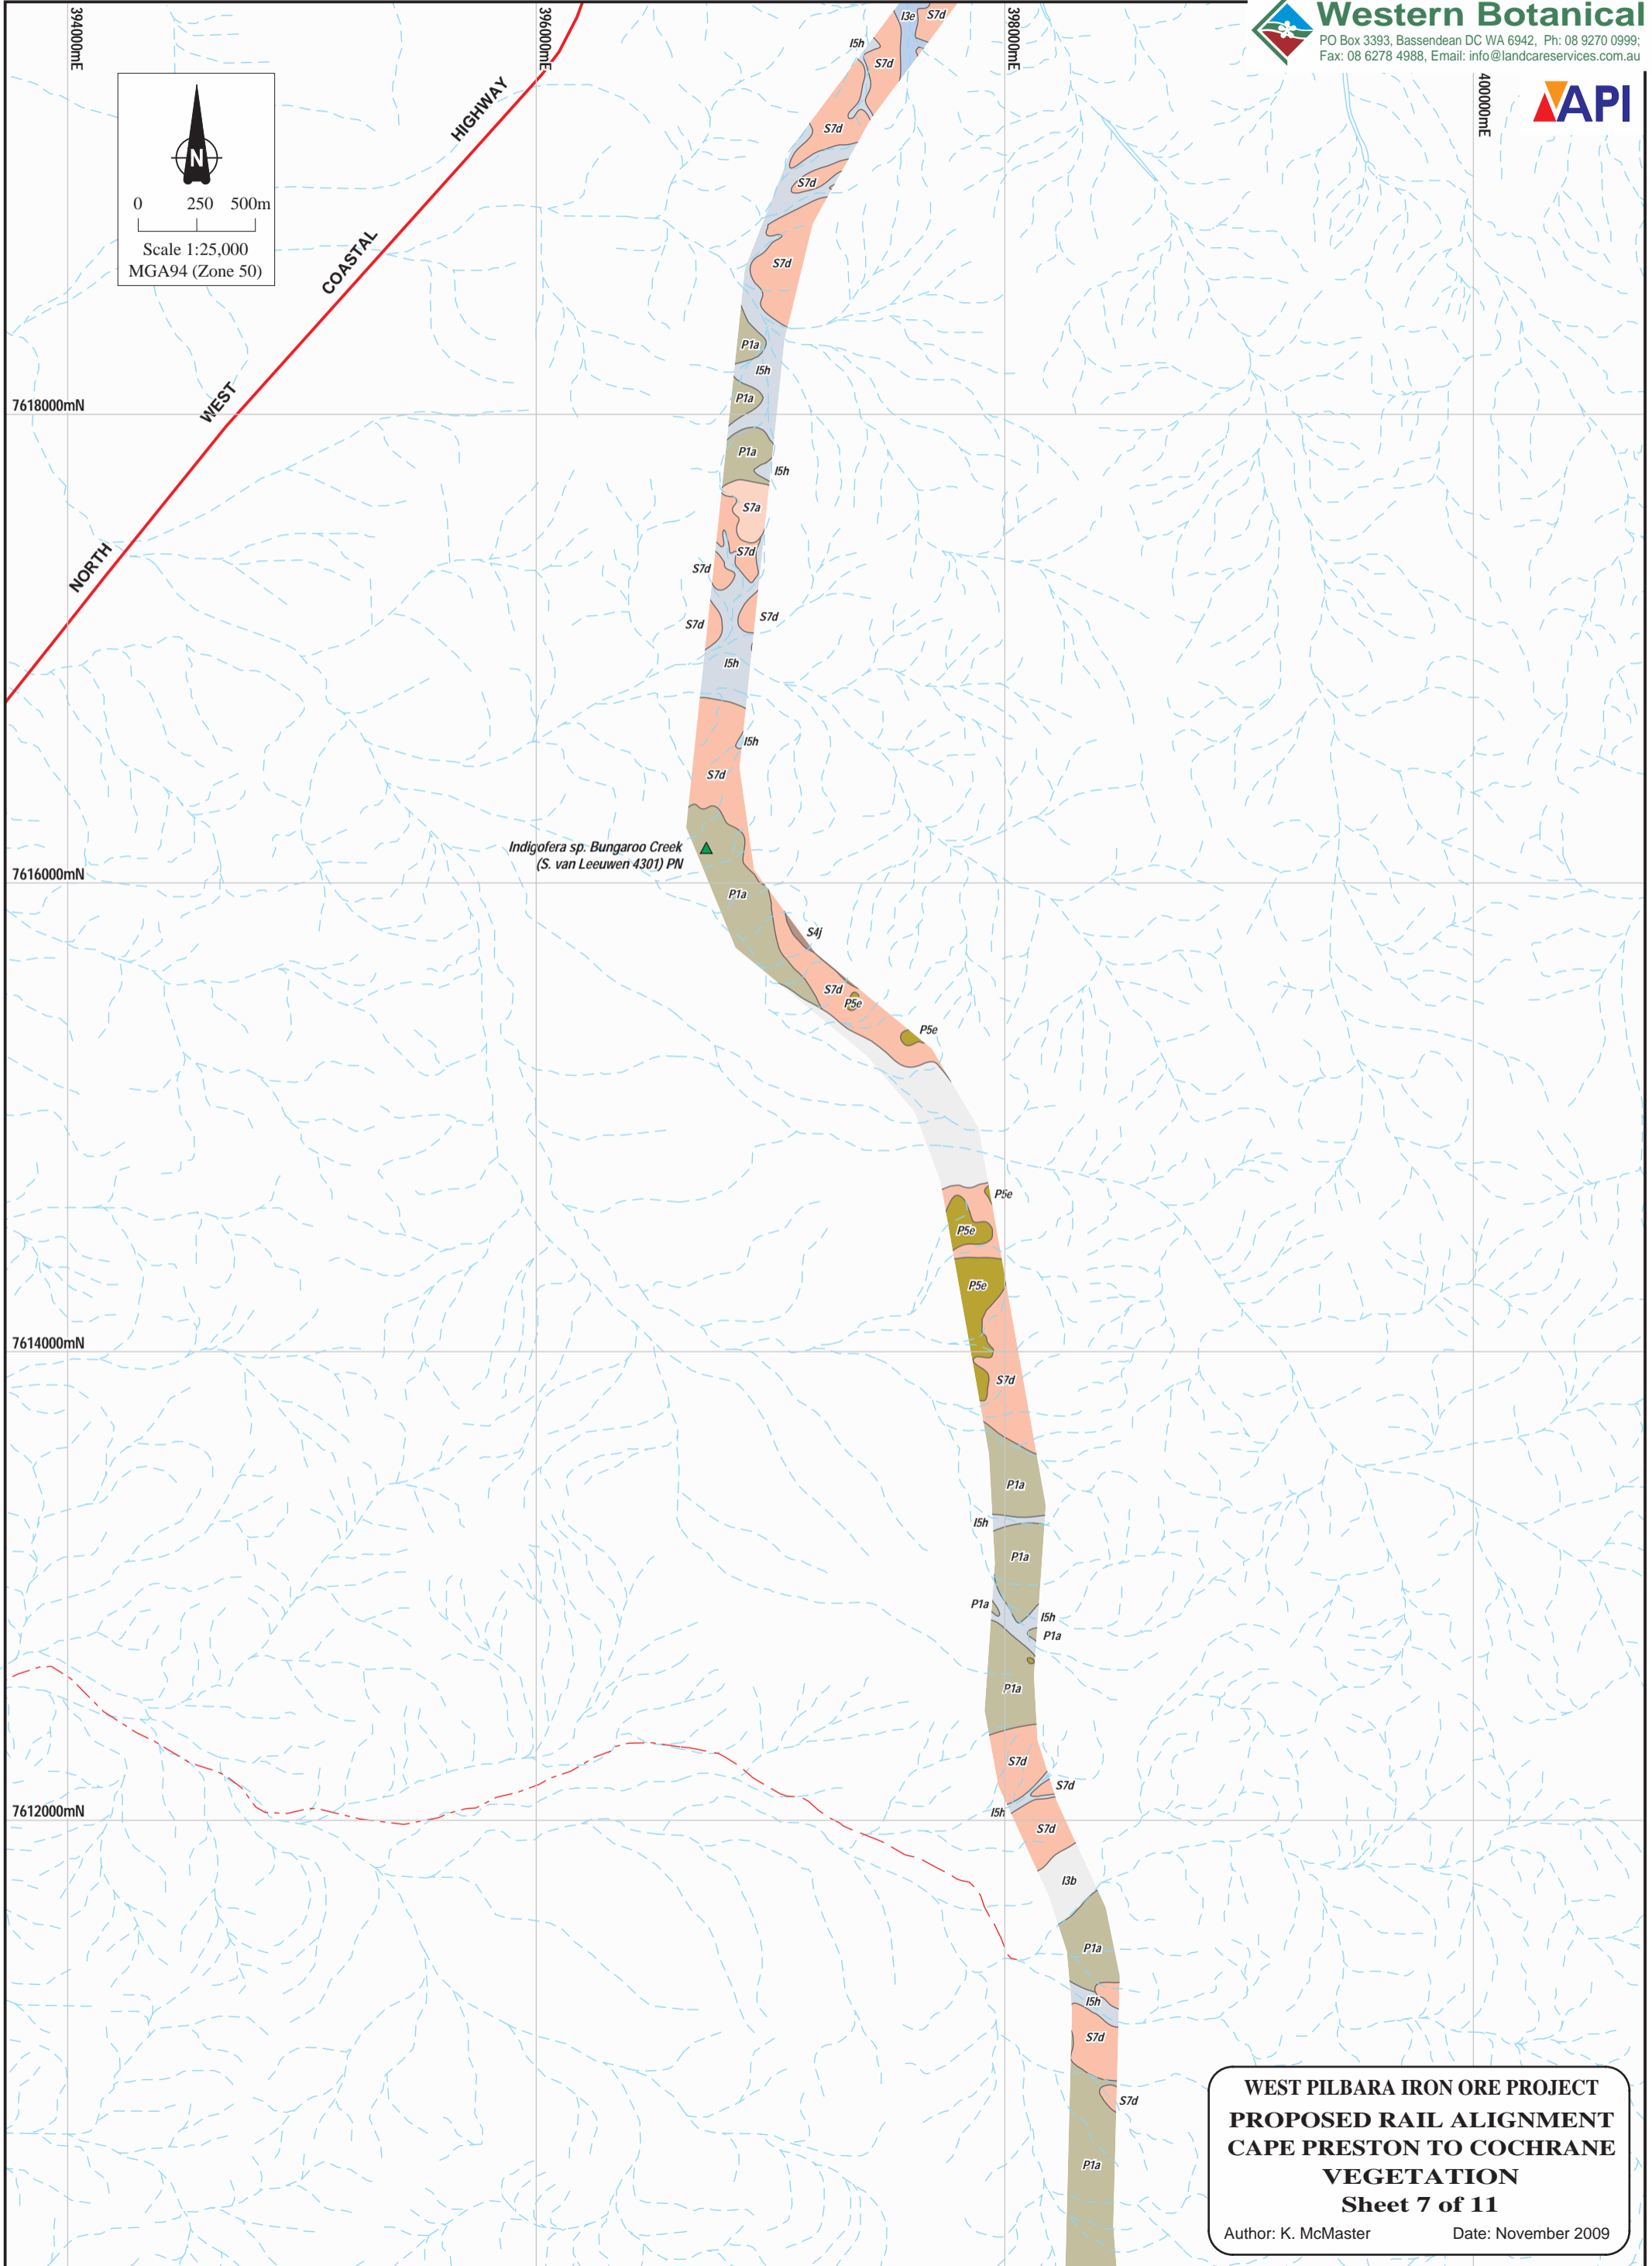 394000mE
396000mE
398000mE
400000mE
Western Botanical
PO Box 3393, Bassendean DC WA 6942, Ph: 08 9270 0999;
Fax: 08 6278 4988, Email: info@landcareservices.com.au
API
N
0 250 500m
Scale 1:25,000
MGA94 (Zone 50)
NORTH WEST COASTAL HIGHWAY
I3e
S7d
I5h
S7d
S7d
S7d
S7d
P1a
I5h
P1a
7618000mN
P1a
I5h
S7a
S7d
S7d
S7d
S7d
I5h
I5h
S7d
Indigofera sp. Bungaroo Creek
(S. van Leeuwen 4301) PN
7616000mN
P1a
S4j
S7d
P5e
P5e
P5e
P5e
P5e
7614000mN
S7d
P1a
I5h
P1a
P1a
I5h
P1a
P1a
S7d
S7d
I5h
7612000mN
S7d
I3b
P1a
I5h
S7d
S7d
P1a
WEST PILBARA IRON ORE PROJECT
PROPOSED RAIL ALIGNMENT
CAPE PRESTON TO COCHRANE
VEGETATION
Sheet 7 of 11
Author: K. McMaster Date: November 2009